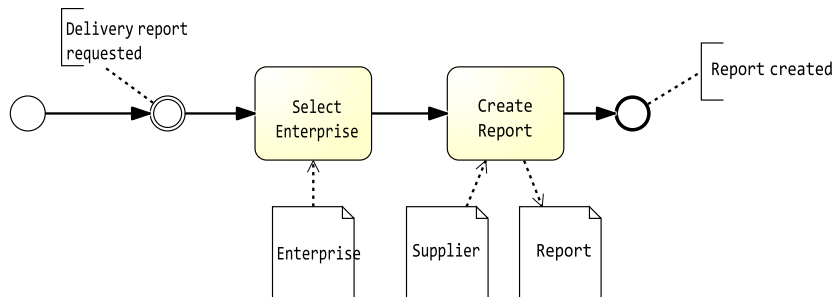 Delivery report
requested
Report created
Select
Enterprise
Create
Report
Enterprise
Supplier
Report